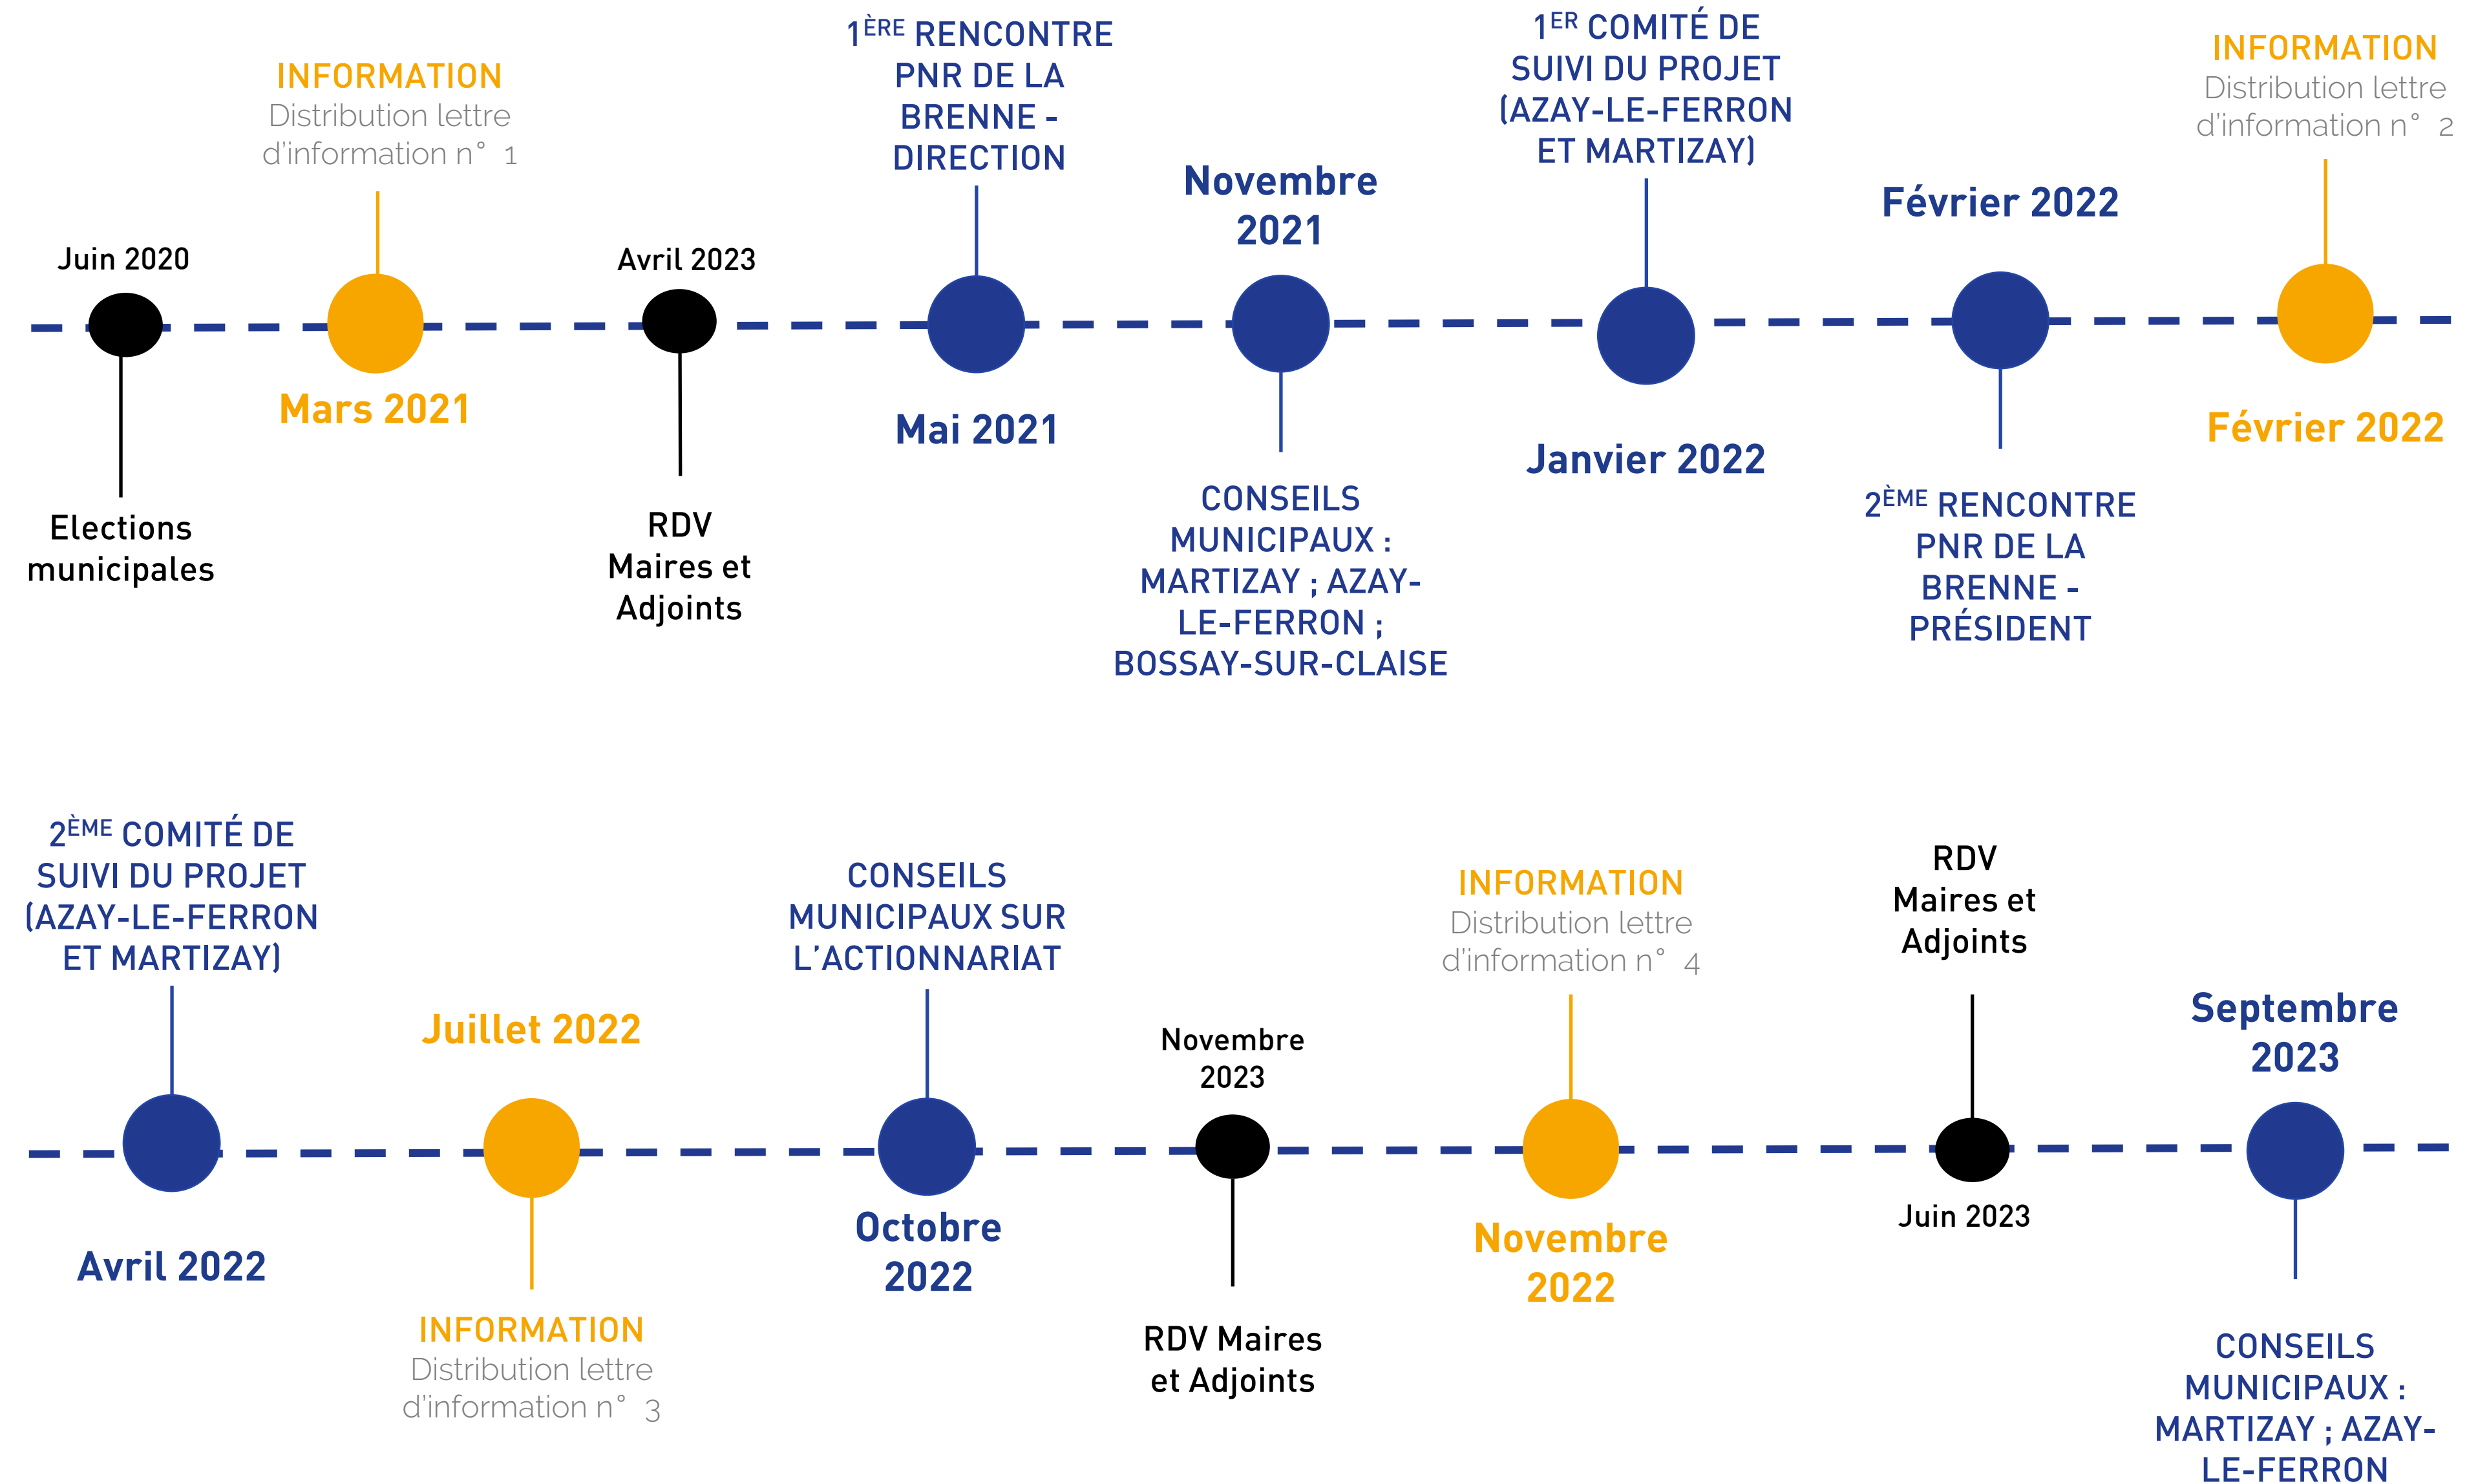 INFORMATION
Distribution lettre
d'information n° 1
Mars 2021
Juin 2020
Elections
municipales
Avril 2023
RDV
Maires et
Adjoints
1ÈRE RENCONTRE
PNR DE LA
BRENNE -
DIRECTION
Mai 2021
Novembre
2021
CONSEILS
MUNICIPAUX :
MARTIZAY ; AZAY-
LE-FERRON ;
BOSSAY-SUR-CLAISE
1ER COMITÉ DE
SUIVI DU PROJET
(AZAY-LE-FERRON
ET MARTIZAY)
Janvier 2022
Février 2022
2ÈME RENCONTRE
PNR DE LA
BRENNE -
PRÉSIDENT
INFORMATION
Distribution lettre
d'information n° 2
Février 2022
2ÈME COMITÉ DE
SUIVI DU PROJET
(AZAY-LE-FERRON
ET MARTIZAY)
Avril 2022
Juillet 2022
INFORMATION
Distribution lettre
d'information n° 3
CONSEILS
MUNICIPAUX SUR
L'ACTIONNARIAT
Octobre
2022
Novembre
2023
RDV Maires
et Adjoints
INFORMATION
Distribution lettre
d'information n° 4
Novembre
2022
RDV
Maires et
Adjoints
Juin 2023
Septembre
2023
CONSEILS
MUNICIPAUX :
MARTIZAY ; AZAY-
LE-FERRON